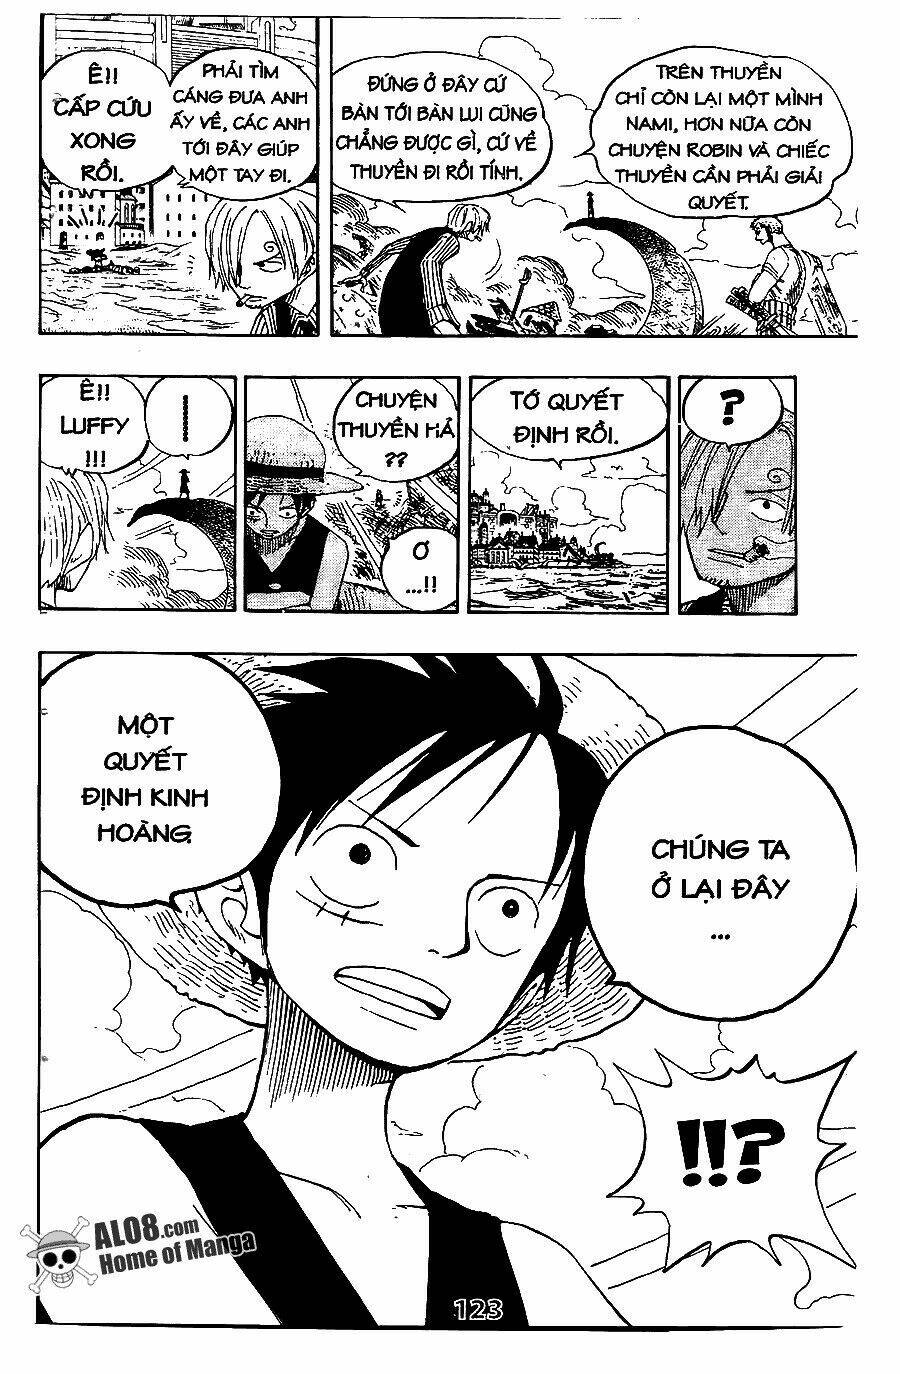 Ê!!
CẤP CỨU
XONG
RỒI.
PHẢI TÌM
CÁNG ĐƯA ANH
ẤY VỀ, CÁC ANH
TỚI ĐÂY GIÚP
MỘT TAY ĐI.
ĐỨNG Ở ĐÂY CỨ
BÀN TỚI BÀN LUI CŨNG
CHẲNG ĐƯỢC GÌ, CỨ VỀ
THUYỀN ĐI RỒI TÍNH.
TRÊN THUYỀN
CHỈ CÒN LẠI MỘT MÌNH
NAMI, HƠN NỮA CÒN
CHUYỆN ROBIN VÀ CHIẾC
THUYỀN CẦN PHẢI GIẢI
QUYẾT.
Ê!!
LUFFY
!!!
CHUYỆN
THUYỀN HẢ
??
Ơ
...!!
TỚ QUYẾT
ĐỊNH RỒI.
?
MỘT
QUYẾT
ĐỊNH KINH
HOÀNG.
CHÚNG TA
Ở LẠI ĐÂY
...
!!?
AL08.com
Home of Manga
123